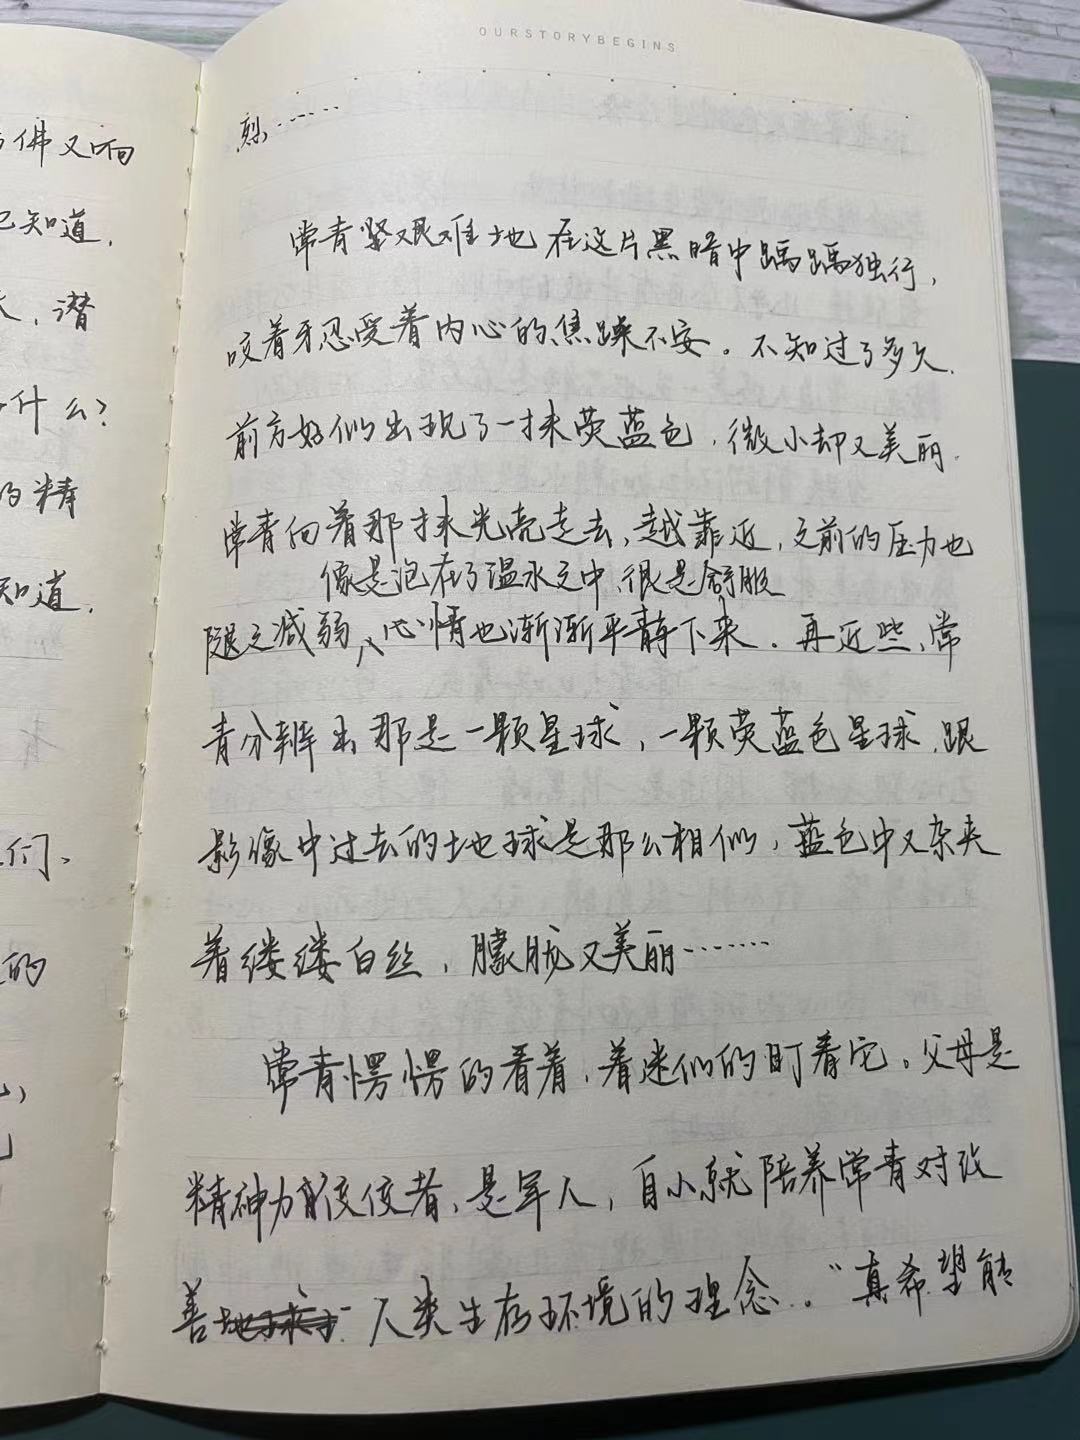 OURSTORYBEGINS
佛又响
已知道,
,潜
什么?
的精
知道.
们、
的
烈……
常青坚艰难地在这片黑暗中踽踽独行,
咬着牙忍受着内心的焦躁不安。不知过了多久,
前方好似出现了一抹荧蓝色,微小却又美丽.
常青向着那抹光亮走去,越靠近,之前的压力也
像是泡在了温水之中,很是舒服
随之减弱,心情也渐渐平静下来。再近些,常
青分辨出那是一颗星球,一颗荧蓝色星球,跟
影像中过去的地球是那么相似,蓝色中又杂夹
着缕缕白丝,朦胧又美丽……
常青愣愣的看着,着迷似的盯着它。父母是
精神力佼佼者,是军人,自小就陪养常青对改
善人类生存环境的理念。“真希望能